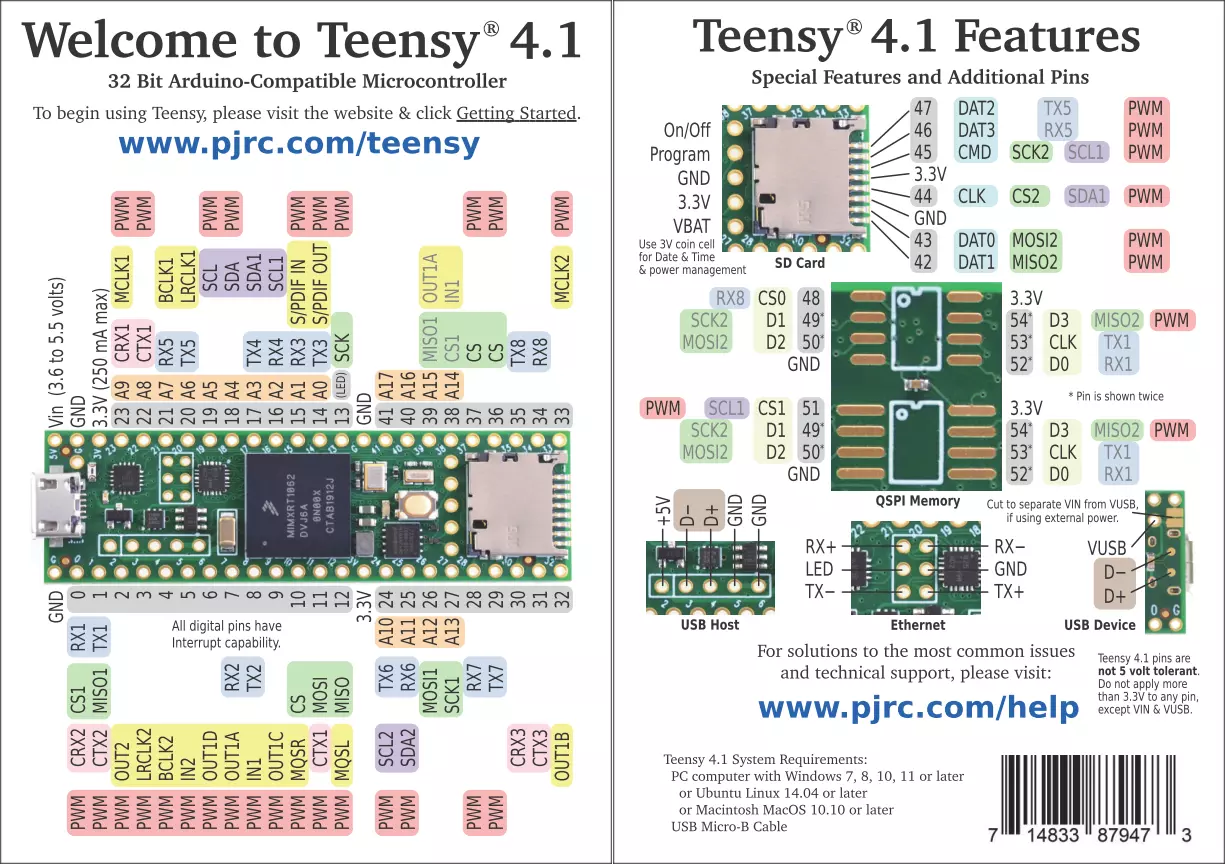 Welcome to Teensy® 4.1
32 Bit Arduino-Compatible Microcontroller
To begin using Teensy, please visit the website & click Getting Started.
www.pjrc.com/teensy
PWM PWM PWM PWM PWM PWM PWM PWM PWM PWM
MCLK1 BCLK1 LRCLK1 SCL SDA SDA1 SCL1 S/PDIF IN S/PDIF OUT OUT1A IN1 MCLK2
CRX1 CTX1 RX5 TX5 TX4 RX4 RX3 TX3 SCK MISO1 CS1 CS CS TX8 RX8
A9 A8 A7 A6 A5 A4 A3 A2 A1 A0 (LED) A17 A16 A15 A14
Vin (3.6 to 5.5 volts)
GND
3.3V (250 mA max)
23 22 21 20 19 18 17 16 15 14 13 GND 41 40 39 38 37 36 35 34 33
MIMXRT1062
DVJ6A
0N00X
CTAB1912J
GND 0 1 2 3 4 5 6 7 8 9 10 11 12 3.3V 24 25 26 27 28 29 30 31 32
RX1 TX1 A10 A11 A12 A13
All digital pins have
Interrupt capability.
CS1 MISO1 RX2 TX2 CS MOSI MISO TX6 RX6 MOSI1 SCK1 RX7 TX7
CRX2 CTX2 OUT2 LRCLK2 BCLK2 IN2 OUT1D OUT1A IN1 OUT1C MQSR CTX1 MQSL SCL2 SDA2 CRX3 CTX3 OUT1B
PWM PWM PWM PWM PWM PWM PWM PWM PWM PWM PWM PWM PWM PWM PWM PWM
Teensy® 4.1 Features
Special Features and Additional Pins
On/Off
Program
GND
3.3V
VBAT
Use 3V coin cell
for Date & Time
& power management
SD Card
47 DAT2 TX5 PWM
46 DAT3 RX5 PWM
45 CMD SCK2 SCL1 PWM
3.3V
44 CLK CS2 SDA1 PWM
GND
43 DAT0 MOSI2 PWM
42 DAT1 MISO2 PWM
RX8 CS0 48 3.3V
SCK2 D1 49* 54* D3 MISO2 PWM
MOSI2 D2 50* 53* CLK TX1
GND 52* D0 RX1
* Pin is shown twice
PWM SCL1 CS1 51 3.3V
SCK2 D1 49* 54* D3 MISO2 PWM
MOSI2 D2 50* 53* CLK TX1
GND 52* D0 RX1
QSPI Memory
+5V D− D+ GND GND
USB Host
RX+ RX−
LED GND
TX− TX+
Ethernet
Cut to separate VIN from VUSB,
if using external power.
VUSB
D−
D+
USB Device
For solutions to the most common issues
and technical support, please visit:
www.pjrc.com/help
Teensy 4.1 pins are
not 5 volt tolerant.
Do not apply more
than 3.3V to any pin,
except VIN & VUSB.
Teensy 4.1 System Requirements:
PC computer with Windows 7, 8, 10, 11 or later
or Ubuntu Linux 14.04 or later
or Macintosh MacOS 10.10 or later
USB Micro-B Cable
7 14833 87947 3